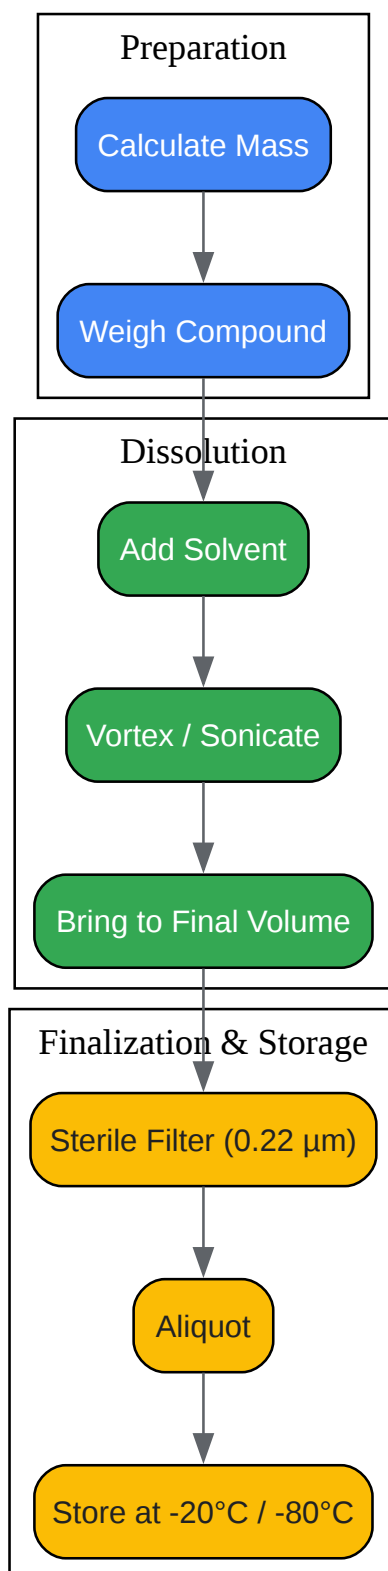 Preparation
Calculate Mass
Weigh Compound
Dissolution
Add Solvent
Vortex / Sonicate
Bring to Final Volume
Finalization & Storage
Sterile Filter (0.22 µm)
Aliquot
Store at -20°C / -80°C